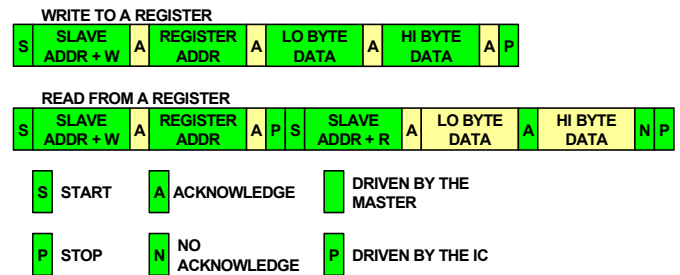 WRITE TO A REGISTER
S SLAVE ADDR + W A REGISTER ADDR A LO BYTE DATA A HI BYTE DATA A P
READ FROM A REGISTER
S SLAVE ADDR + W A REGISTER ADDR A P S SLAVE ADDR + R A LO BYTE DATA A HI BYTE DATA N P
S START A ACKNOWLEDGE DRIVEN BY THE MASTER
P STOP N NO ACKNOWLEDGE P DRIVEN BY THE IC